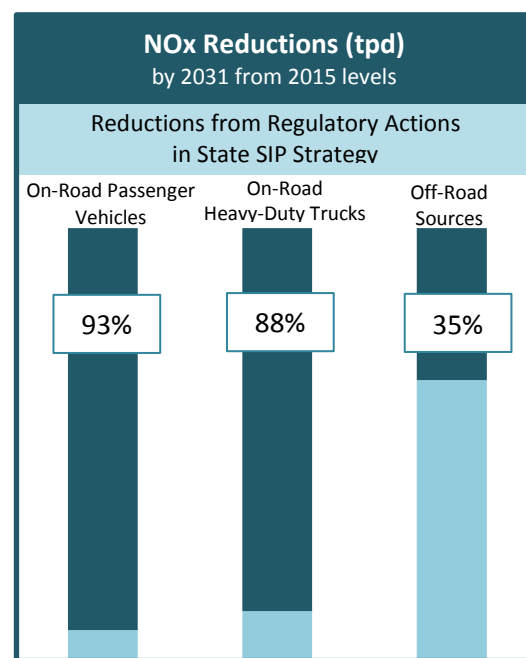 NOx Reductions (tpd)
by 2031 from 2015 levels
Reductions from Regulatory Actions
in State SIP Strategy
On-Road Passenger
Vehicles
On-Road
Heavy-Duty Trucks
Off-Road
Sources
93%
88%
35%